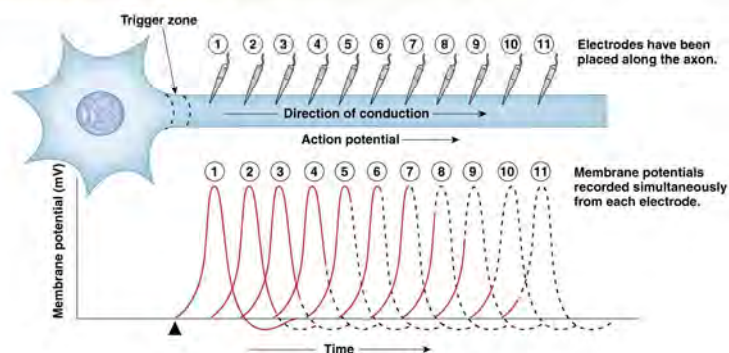 Trigger zone
1 2 3 4 5 6 7 8 9 10 11
Electrodes have been
placed along the axon.
Direction of conduction
Action potential
Membrane potential (mV)
1 2 3 4 5 6 7 8 9 10 11
Membrane potentials
recorded simultaneously
from each electrode.
Time